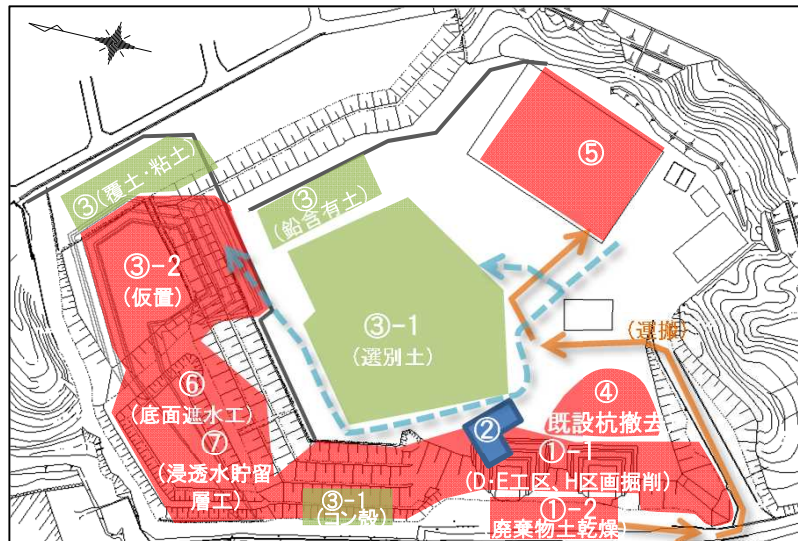 ③(覆土・粘土)
③
(鉛含有土)
⑤
③-2
(仮置)
③-1
(選別土)
(運搬)
⑥
(底面遮水工)
⑦
(浸透水貯留
層工)
④
既設杭撤去
②
①-1
(D・E工区、H区画掘削)
③-1
(コン殻)
①-2
(廃棄物土乾燥)